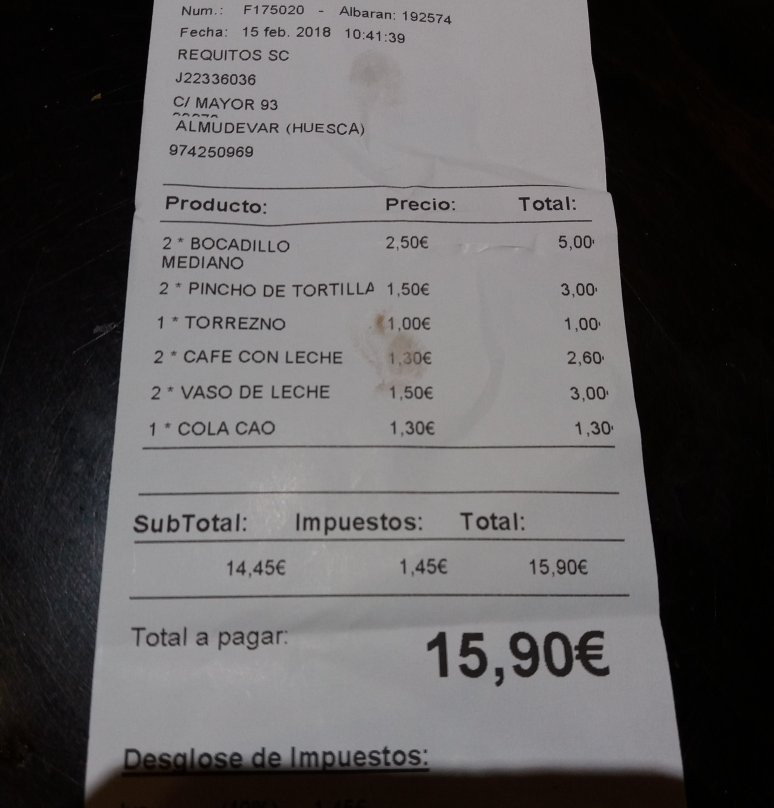 Num.: F175020 - Albaran: 192574
Fecha: 15 feb. 2018 10:41:39
REQUITOS SC
J22336036
C/ MAYOR 93
ALMUDEVAR (HUESCA)
974250969
Producto: Precio: Total:
2 * BOCADILLO 2,50€ 5,00
MEDIANO
2 * PINCHO DE TORTILLA 1,50€ 3,00
1 * TORREZNO 1,00€ 1,00
2 * CAFE CON LECHE 1,30€ 2,60
2 * VASO DE LECHE 1,50€ 3,00
1 * COLA CAO 1,30€ 1,30
SubTotal: Impuestos: Total:
14,45€ 1,45€ 15,90€
Total a pagar: 15,90€
Desglose de Impuestos: